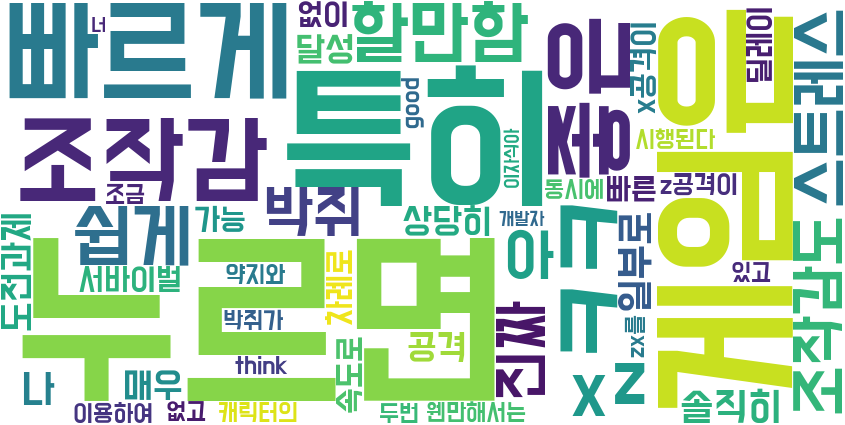 빠르게
너
없이
달성
할만함
특히
good
이자식아
좋은
x공격이
딜레이
게임임
스테르스
시행된다
조작감
조금
박쥐
쉽게
가능
상당히
동시에
빠른
z공격이
개발자
도전과제
서바이벌
약지와
박쥐가
차례로
누르면
아
ㅋㅋ
일부로
있고
조작감도
think
공격
진짜
zx를
나
매우
속도로
x
z
솔직히
이용하여
없고
캐릭터의
두번
웬만해서는